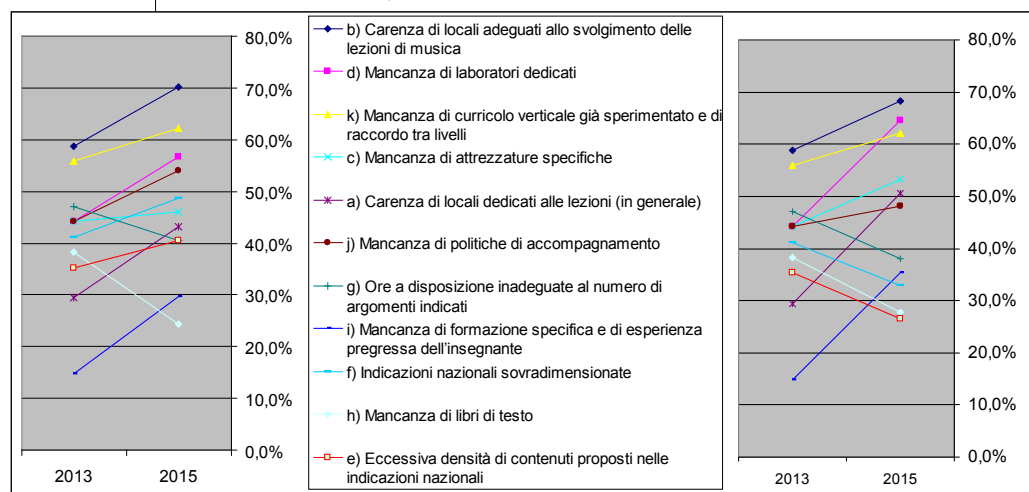 80,0%
70,0%
60,0%
50,0%
40,0%
30,0%
20,0%
10,0%
0,0%
2013 2015
b) Carenza di locali adeguati allo svolgimento delle
lezioni di musica
d) Mancanza di laboratori dedicati
k) Mancanza di curricolo verticale già sperimentato e di
raccordo tra livelli
c) Mancanza di attrezzature specifiche
a) Carenza di locali dedicati alle lezioni (in generale)
j) Mancanza di politiche di accompagnamento
g) Ore a disposizione inadeguate al numero di
argomenti indicati
i) Mancanza di formazione specifica e di esperienza
pregressa dell'insegnante
f) Indicazioni nazionali sovradimensionate
h) Mancanza di libri di testo
e) Eccessiva densità di contenuti proposti nelle
indicazioni nazionali
80,0%
70,0%
60,0%
50,0%
40,0%
30,0%
20,0%
10,0%
0,0%
2013 2015